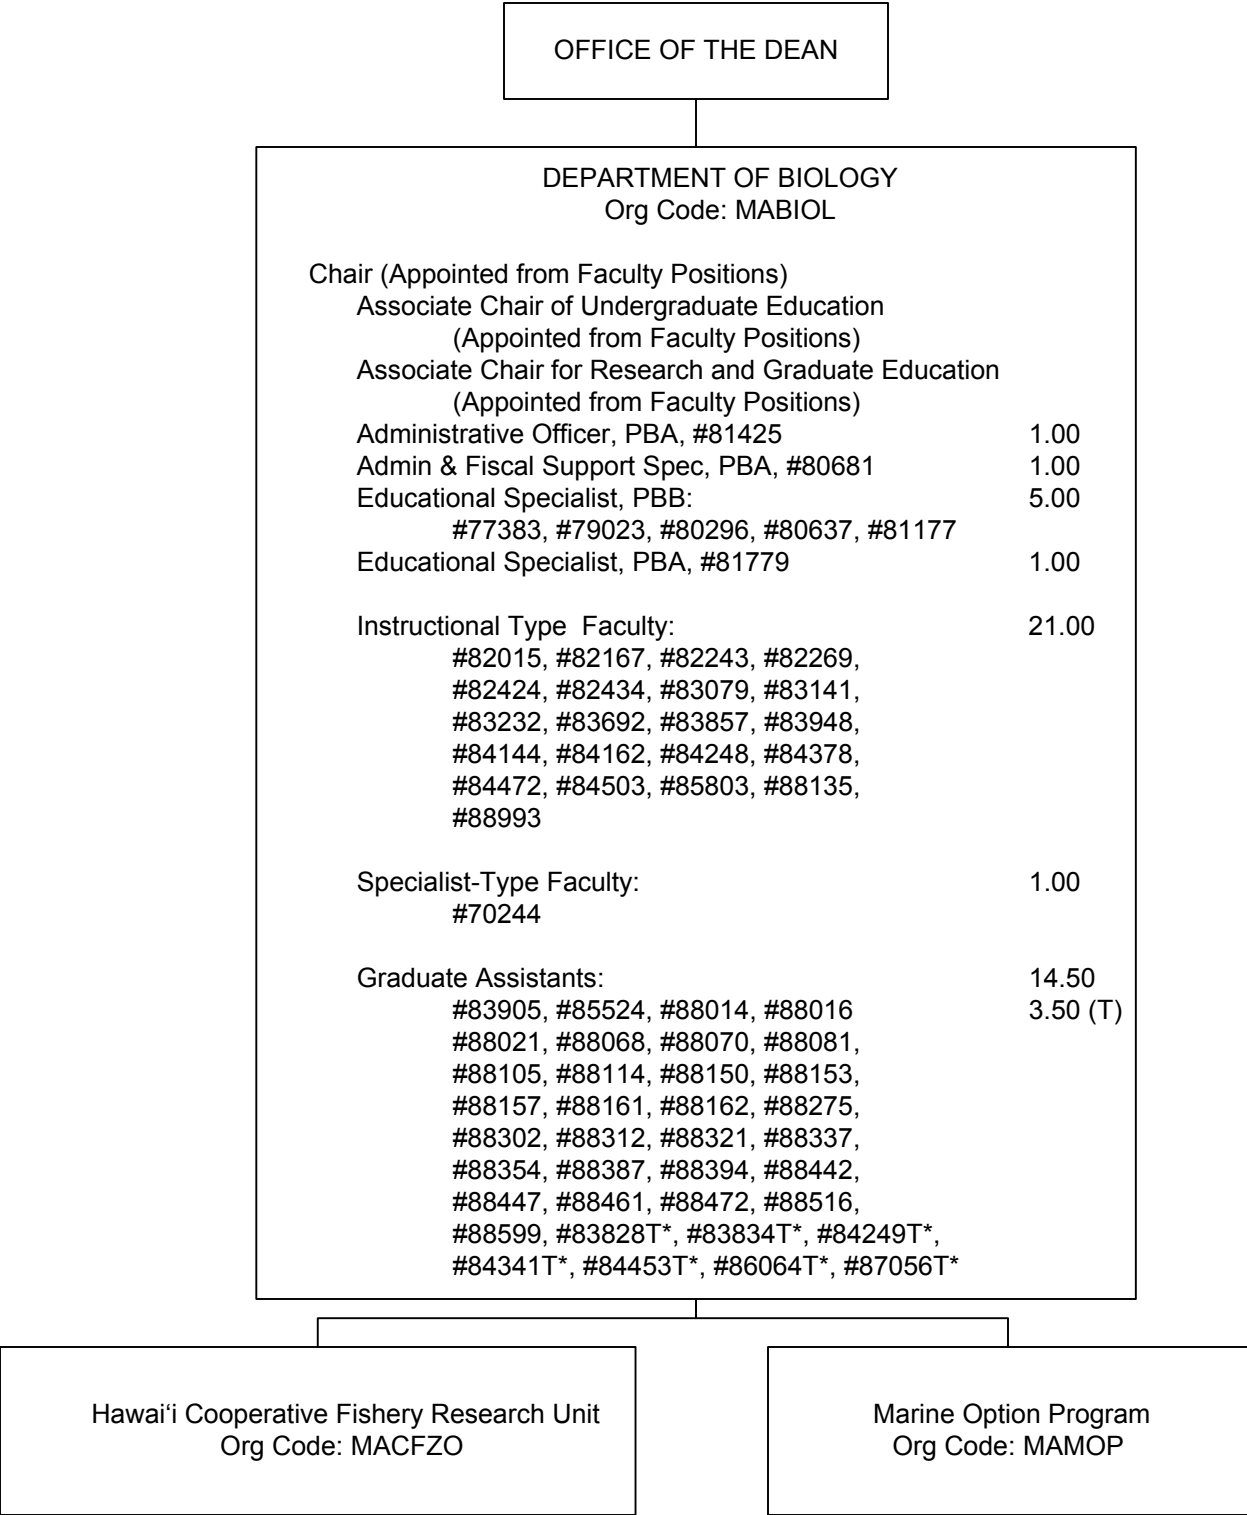 OFFICE OF THE DEAN
DEPARTMENT OF BIOLOGY
Org Code: MABIOL
Chair (Appointed from Faculty Positions)
Associate Chair of Undergraduate Education
(Appointed from Faculty Positions)
Associate Chair for Research and Graduate Education
(Appointed from Faculty Positions)
Administrative Officer, PBA, #81425 1.00
Admin & Fiscal Support Spec, PBA, #80681 1.00
Educational Specialist, PBB: 5.00
#77383, #79023, #80296, #80637, #81177
Educational Specialist, PBA, #81779 1.00
Instructional Type Faculty: 21.00
#82015, #82167, #82243, #82269,
#82424, #82434, #83079, #83141,
#83232, #83692, #83857, #83948,
#84144, #84162, #84248, #84378,
#84472, #84503, #85803, #88135,
#88993
Specialist-Type Faculty: 1.00
#70244
Graduate Assistants: 14.50
#83905, #85524, #88014, #88016 3.50 (T)
#88021, #88068, #88070, #88081,
#88105, #88114, #88150, #88153,
#88157, #88161, #88162, #88275,
#88302, #88312, #88321, #88337,
#88354, #88387, #88394, #88442,
#88447, #88461, #88472, #88516,
#88599, #83828T*, #83834T*, #84249T*,
#84341T*, #84453T*, #86064T*, #87056T*
Hawai‘i Cooperative Fishery Research Unit
Org Code: MACFZO
Marine Option Program
Org Code: MAMOP